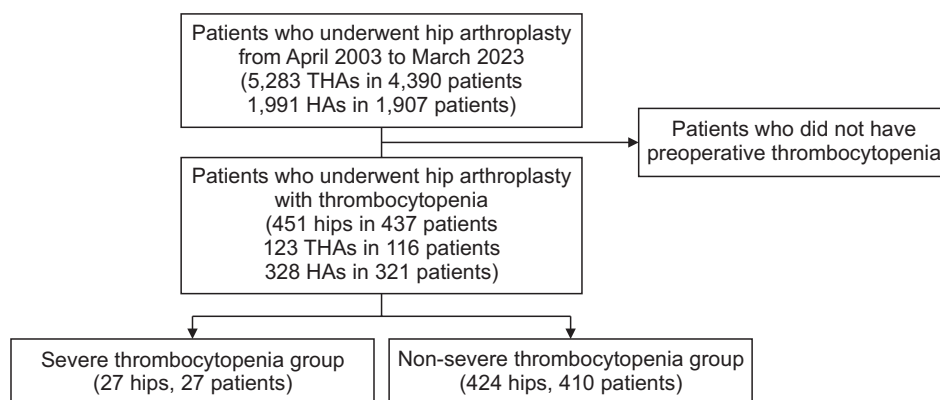 Patients who underwent hip arthroplasty
from April 2003 to March 2023
(5,283 THAs in 4,390 patients
1,991 HAs in 1,907 patients)
Patients who did not have
preoperative thrombocytopenia
Patients who underwent hip arthroplasty
with thrombocytopenia
(451 hips in 437 patients
123 THAs in 116 patients
328 HAs in 321 patients)
Severe thrombocytopenia group
(27 hips, 27 patients)
Non-severe thrombocytopenia group
(424 hips, 410 patients)